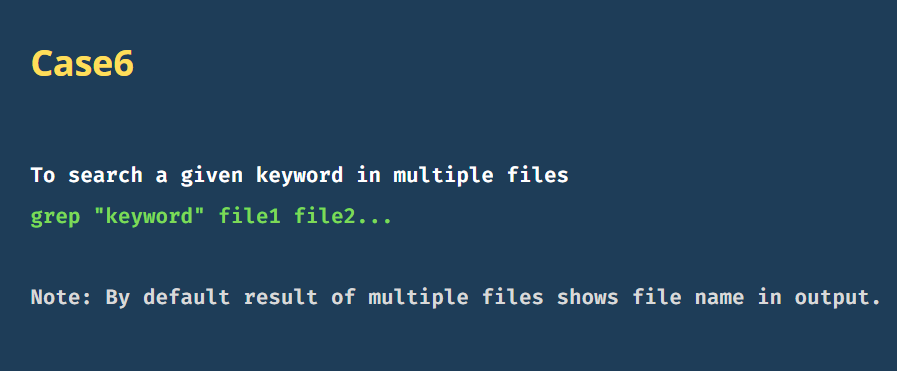 Case6
To search a given keyword in multiple files
grep "keyword" file1 file2...
Note: By default result of multiple files shows file name in output.